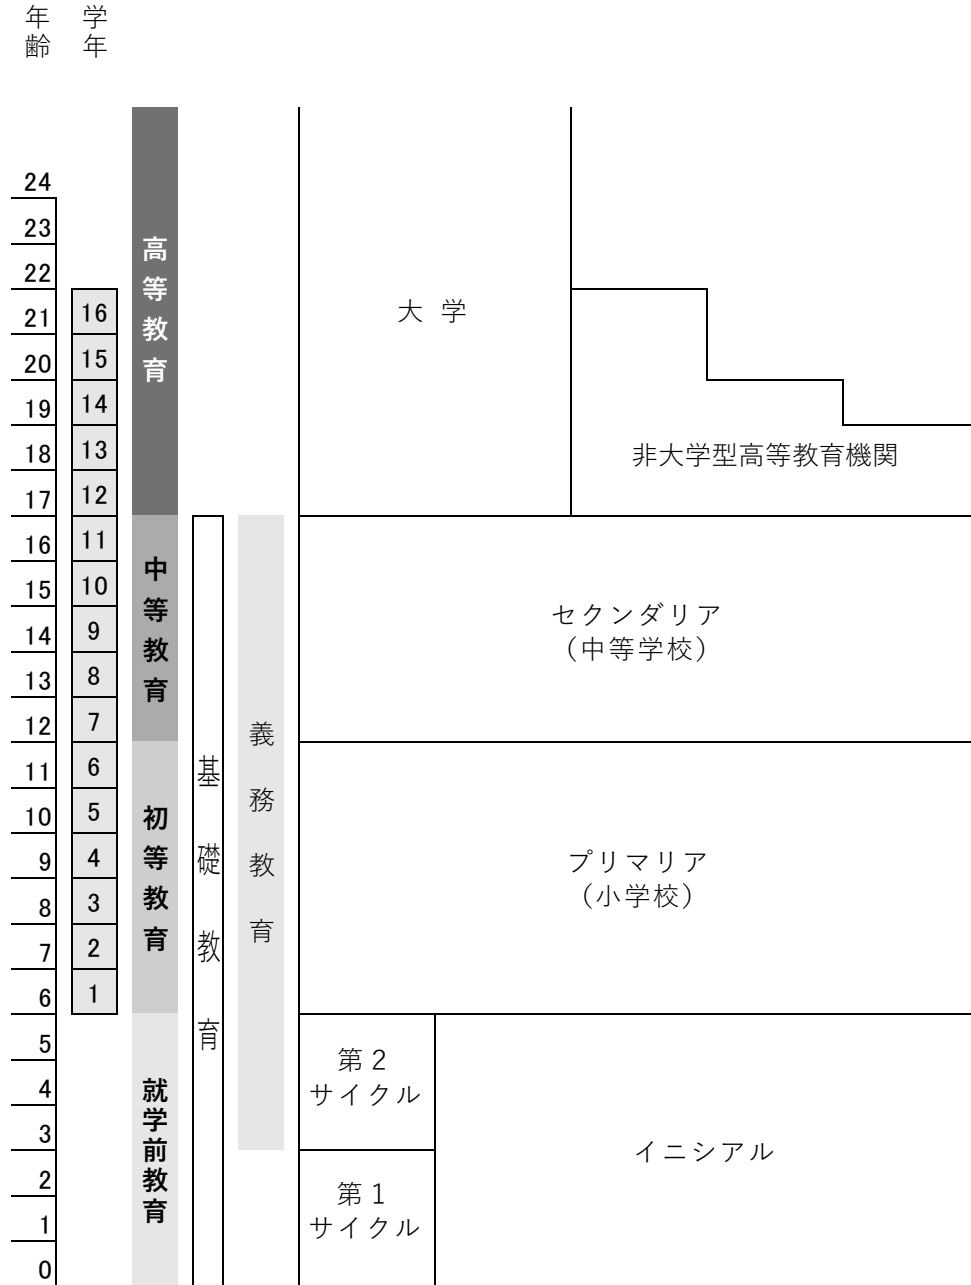 年齢
学年
24
23
22
21
20
19
18
17
16
15
14
13
12
11
10
9
8
7
6
5
4
3
2
1
0
16
15
14
13
12
11
10
9
8
7
6
5
4
3
2
1
高等教育
中等教育
初等教育
就学前教育
基礎教育
義務教育
大学
非大学型高等教育機関
セクンダリア
（中等学校）
プリマリア
（小学校）
第２
サイクル
第１
サイクル
イニシアル